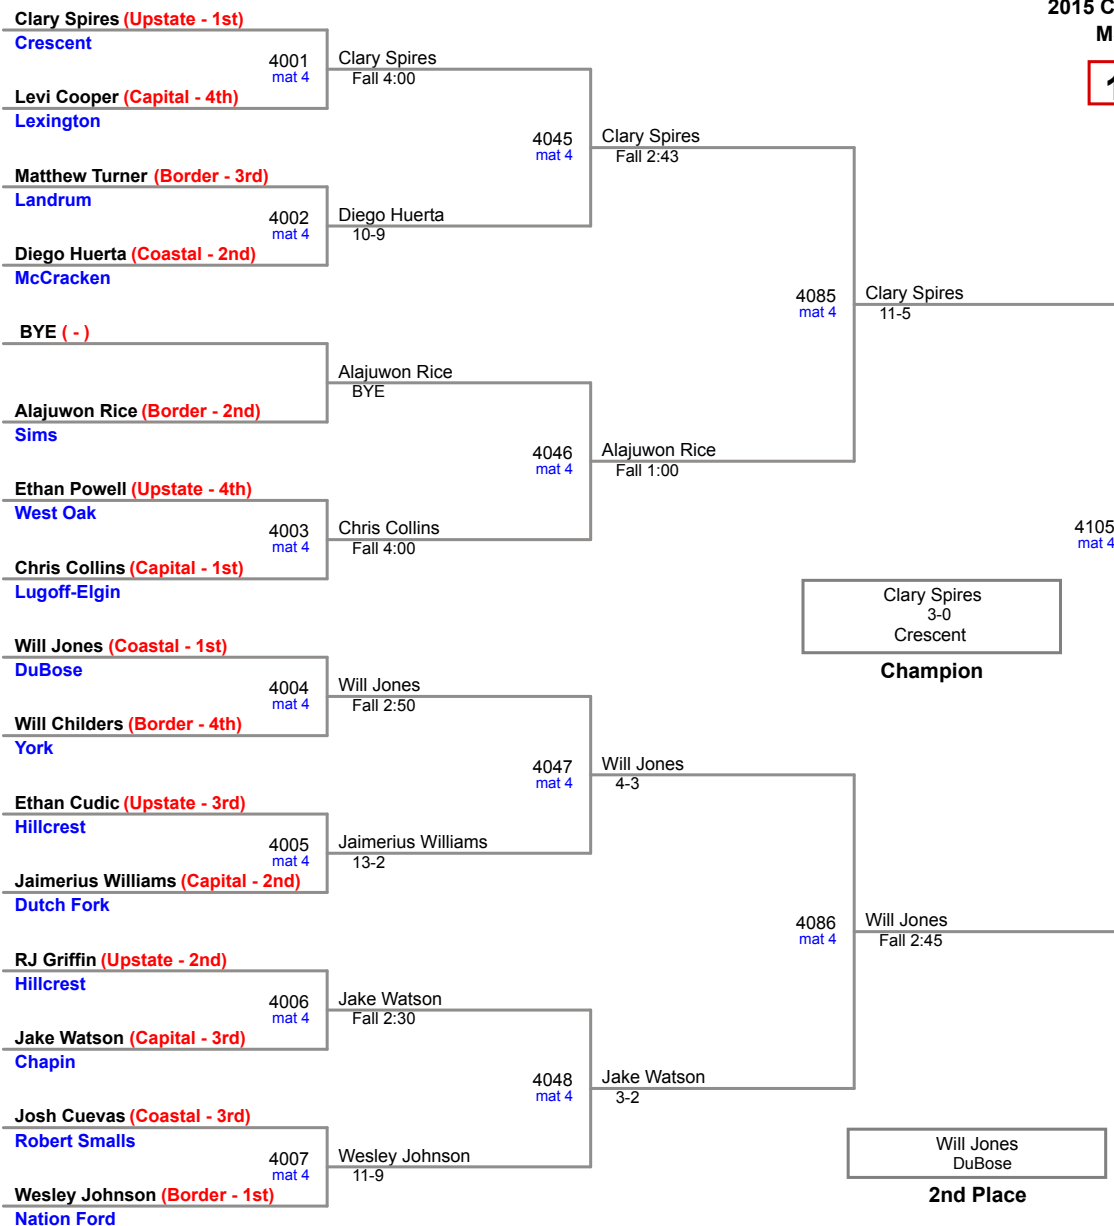 2015 C
M
1
Clary Spires (Upstate - 1st)
Crescent
4001
mat 4
Clary Spires
Fall 4:00
Levi Cooper (Capital - 4th)
Lexington
4045
mat 4
Clary Spires
Fall 2:43
Matthew Turner (Border - 3rd)
Landrum
4002
mat 4
Diego Huerta
10-9
Diego Huerta (Coastal - 2nd)
McCracken
4085
mat 4
Clary Spires
11-5
BYE ( - )
Alajuwon Rice
BYE
Alajuwon Rice (Border - 2nd)
Sims
4046
mat 4
Alajuwon Rice
Fall 1:00
Ethan Powell (Upstate - 4th)
West Oak
4003
mat 4
Chris Collins
Fall 4:00
Chris Collins (Capital - 1st)
Lugoff-Elgin
4105
mat 4
Clary Spires
3-0
Crescent
Champion
Will Jones (Coastal - 1st)
DuBose
4004
mat 4
Will Jones
Fall 2:50
Will Childers (Border - 4th)
York
4047
mat 4
Will Jones
4-3
Ethan Cudic (Upstate - 3rd)
Hillcrest
4005
mat 4
Jaimerius Williams
13-2
Jaimerius Williams (Capital - 2nd)
Dutch Fork
4086
mat 4
Will Jones
Fall 2:45
RJ Griffin (Upstate - 2nd)
Hillcrest
4006
mat 4
Jake Watson
Fall 2:30
Jake Watson (Capital - 3rd)
Chapin
4048
mat 4
Jake Watson
3-2
Josh Cuevas (Coastal - 3rd)
Robert Smalls
4007
mat 4
Wesley Johnson
11-9
Wesley Johnson (Border - 1st)
Nation Ford
Will Jones
DuBose
2nd Place